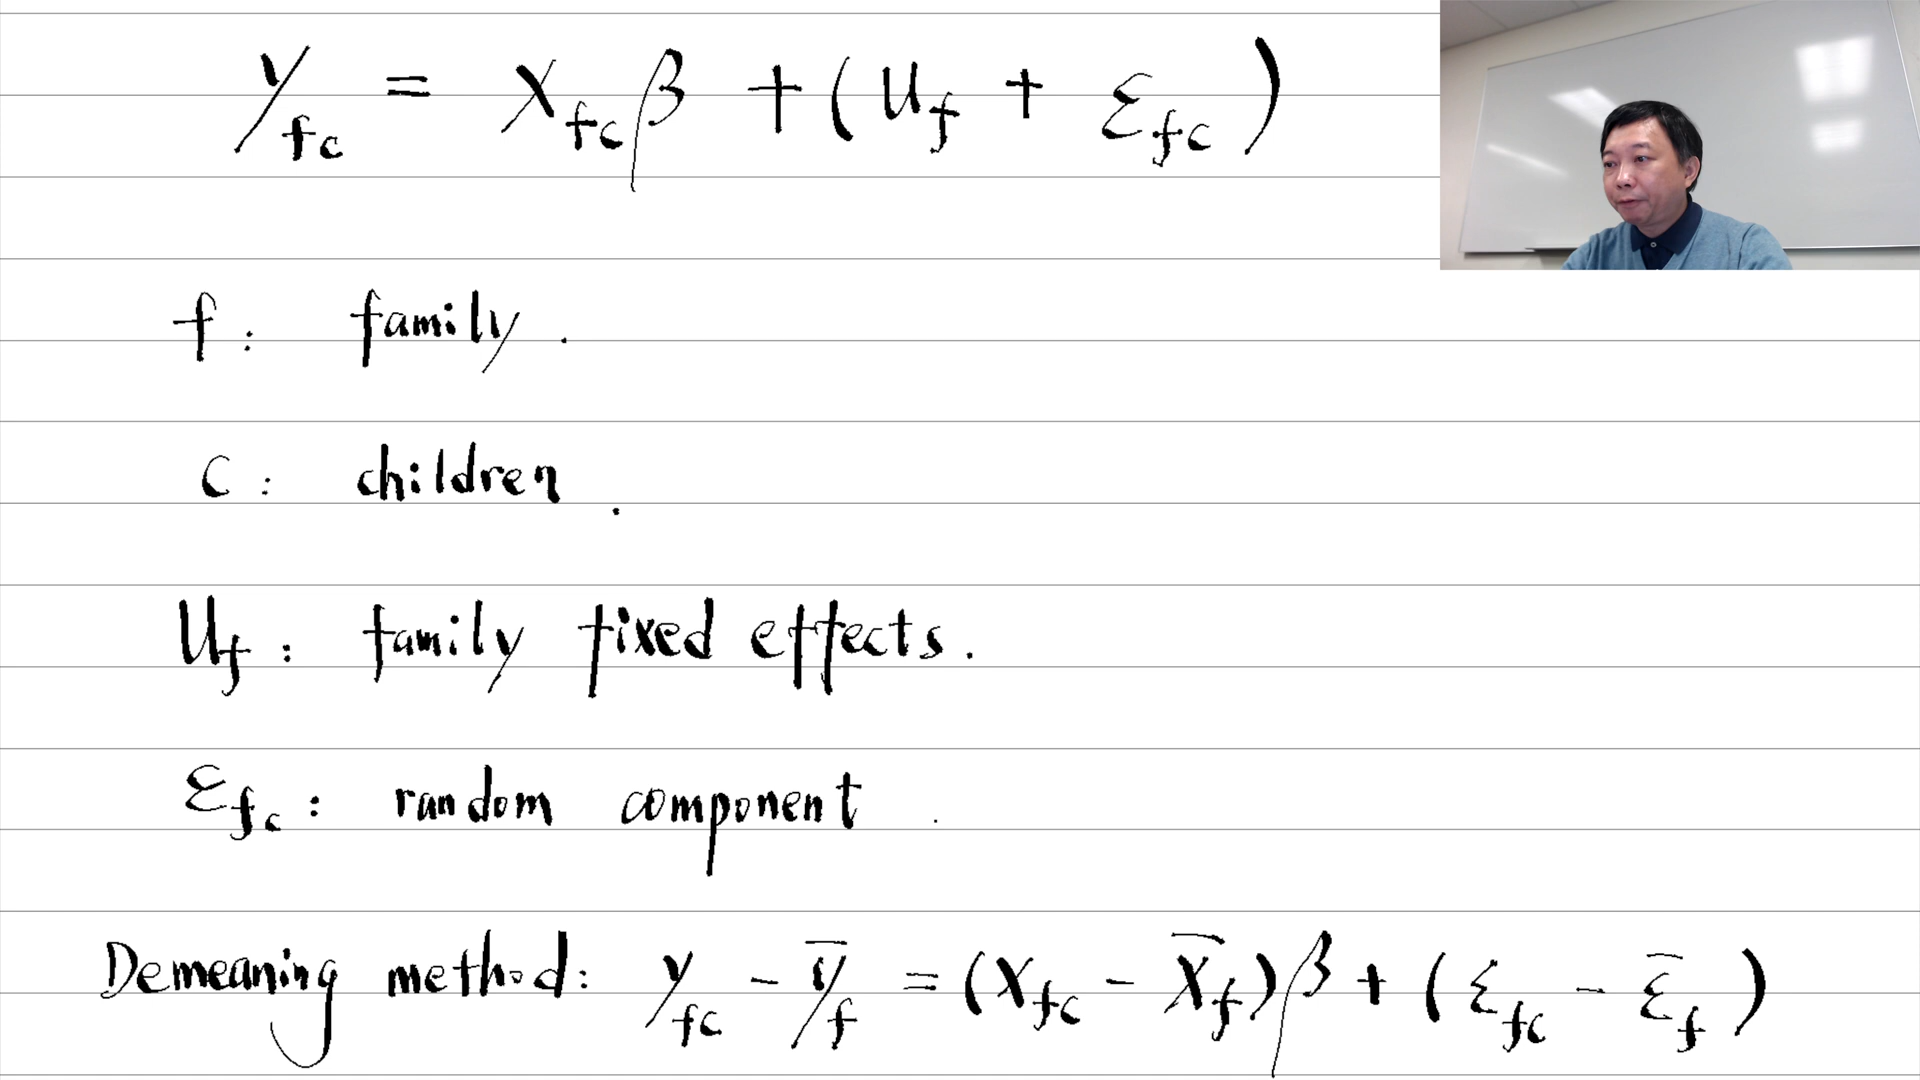 y_fc = X_fc β + (U_f + ε_fc)
f: family.
c: children.
U_f: family fixed effects.
ε_fc: random component.
Demeaning method: y_fc - ȳ_f = (X_fc - X̄_f)β + (ε_fc - ε̄_f)